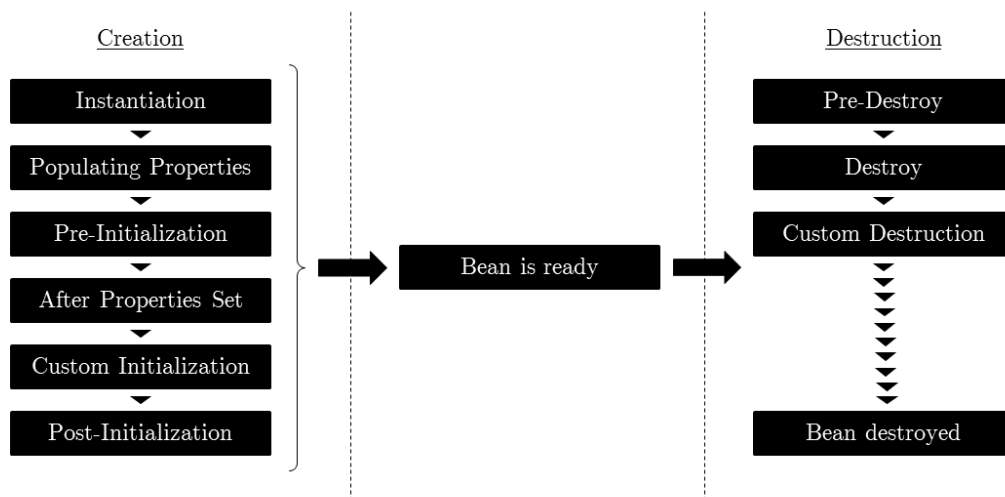 Creation
Instantiation
Populating Properties
Pre-Initialization
After Properties Set
Custom Initialization
Post-Initialization
Bean is ready
Destruction
Pre-Destroy
Destroy
Custom Destruction
Bean destroyed